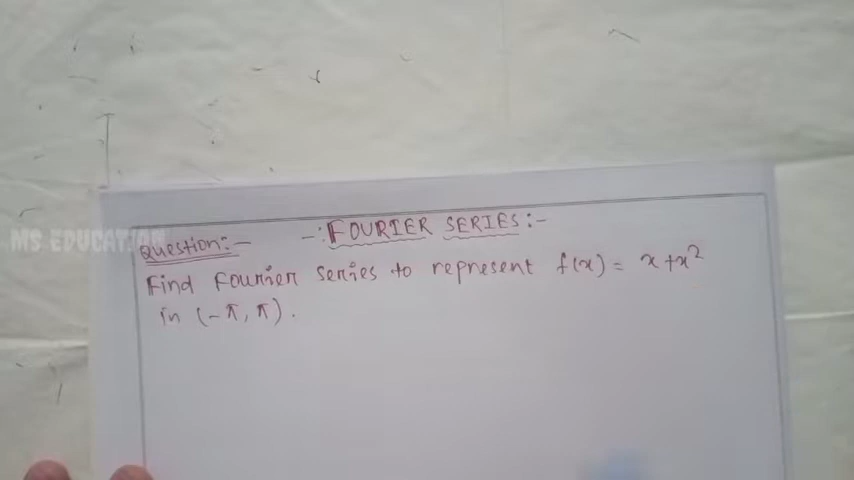 -: FOURIER SERIES:-
Question:-
Find Fourier series to represent f(x) = x+x²
in (-π, π).
MS EDUCATION